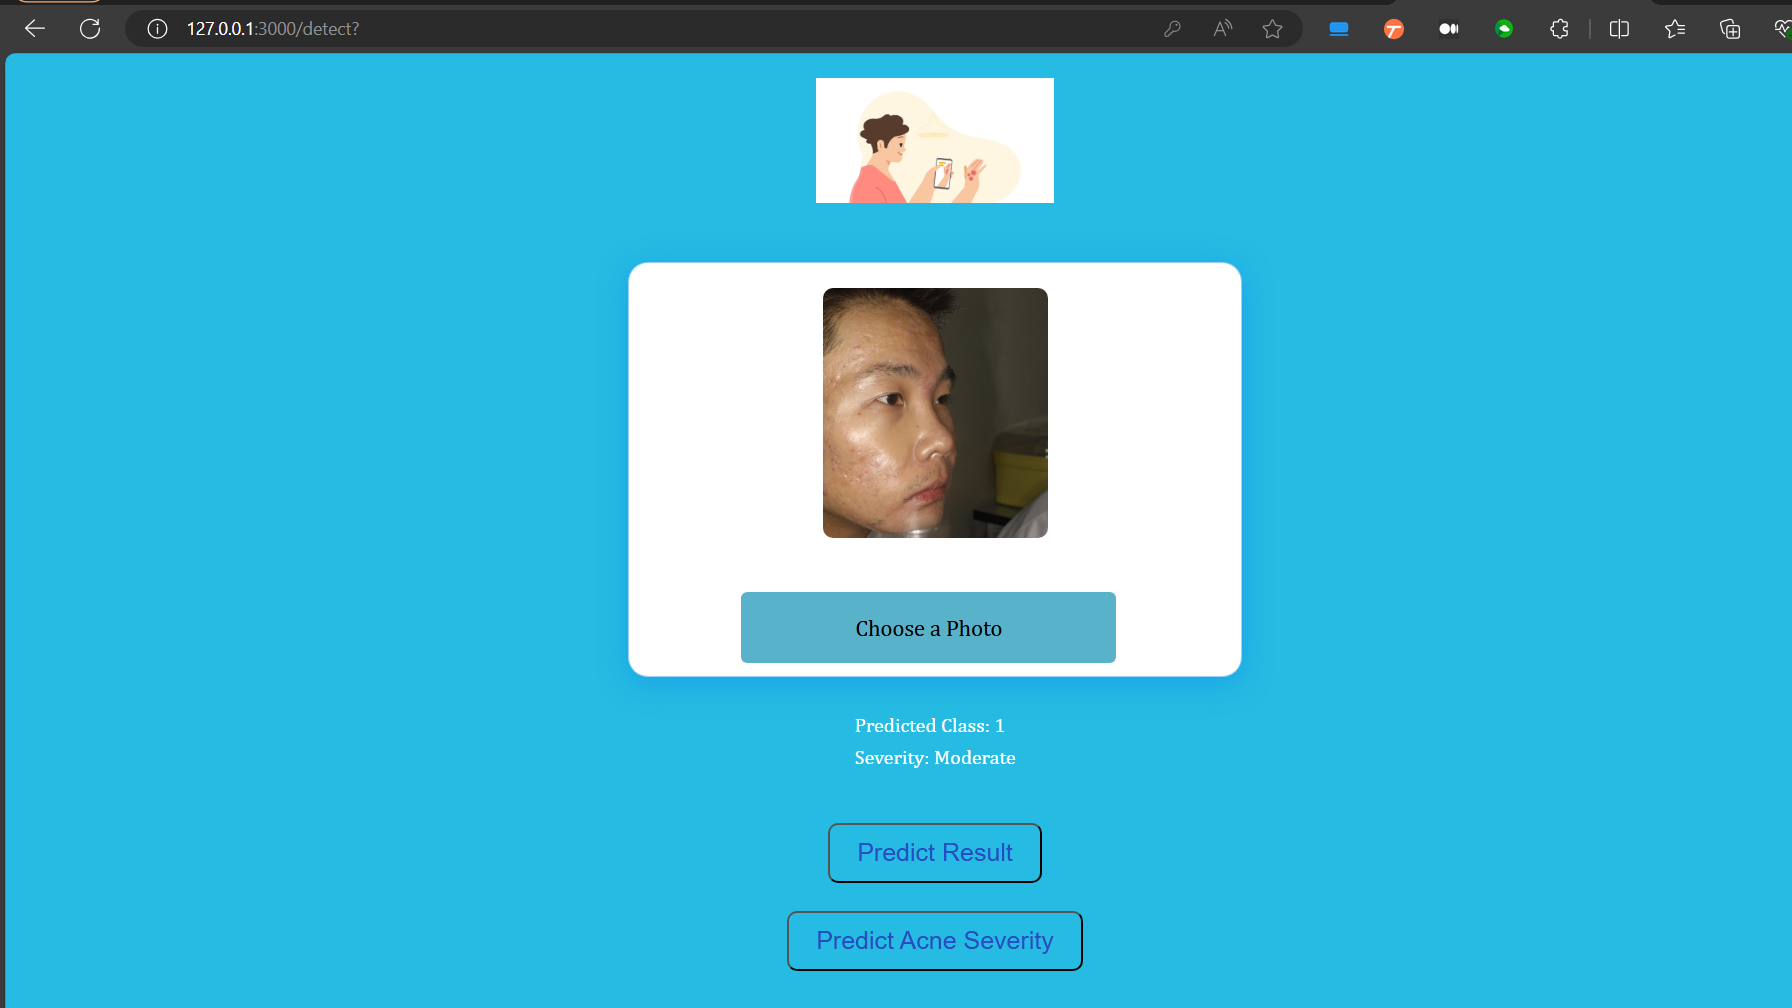 127.0.0.1:3000/detect?
Choose a Photo
Predicted Class: 1
Severity: Moderate
Predict Result
Predict Acne Severity